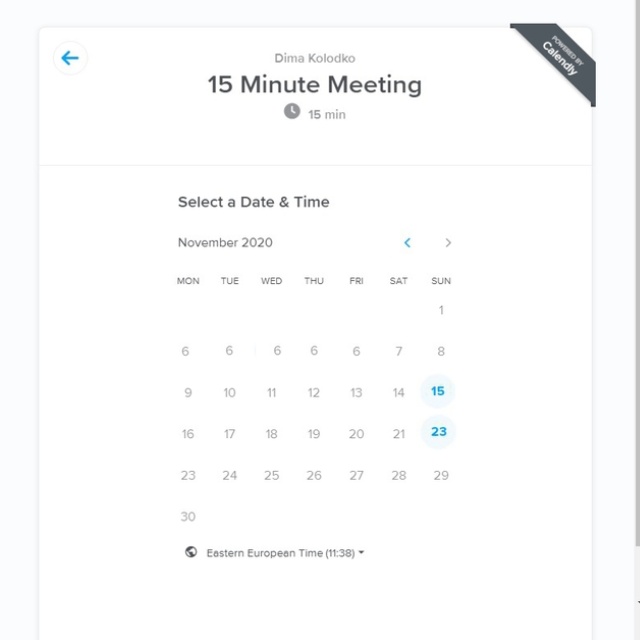 Dima Kolodko
POWERED BY
Calendly
15 Minute Meeting
15 min
Select a Date & Time
November 2020
MON TUE WED THU FRI SAT SUN
1
6 6 6 6 6 7 8
9 10 11 12 13 14 15
16 17 18 19 20 21 23
23 24 25 26 27 28 29
30
Eastern European Time (11:38)